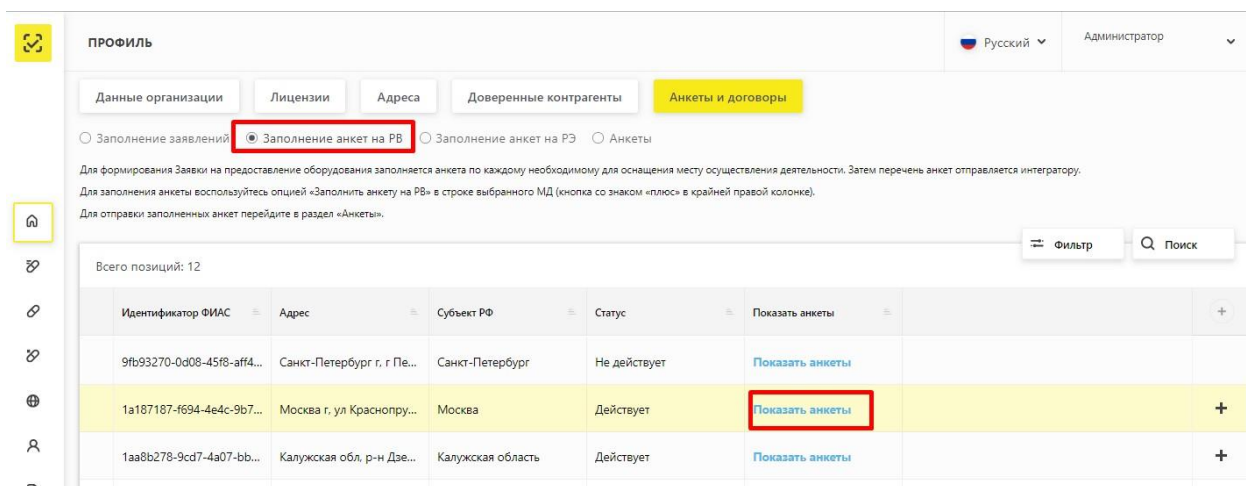 ПРОФИЛЬ
Русский
Администратор
Данные организации
Лицензии
Адреса
Доверенные контрагенты
Анкеты и договоры
Заполнение заявлений
Заполнение анкет на РВ
Заполнение анкет на РЭ
Анкеты
Для формирования Заявки на предоставление оборудования заполняется анкета по каждому необходимому для оснащения месту осуществления деятельности. Затем перечень анкет отправляется интегратору.
Для заполнения анкеты воспользуйтесь опцией «Заполнить анкету на РВ» в строке выбранного МД (кнопка со знаком «плюс» в крайней правой колонке).
Для отправки заполненных анкет перейдите в раздел «Анкеты».
Фильтр
Поиск
Всего позиций: 12
Идентификатор ФИАС
Адрес
Субъект РФ
Статус
Показать анкеты
9fb93270-0d08-45f8-aff4...
Санкт-Петербург г, г Пе...
Санкт-Петербург
Не действует
Показать анкеты
1a187187-f694-4e4c-9b7...
Москва г, ул Краснопру...
Москва
Действует
Показать анкеты
1aa8b278-9cd7-4a07-bb...
Калужская обл, р-н Дзе...
Калужская область
Действует
Показать анкеты